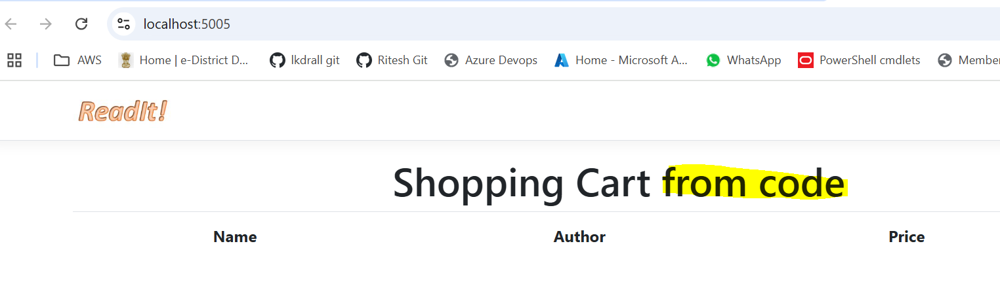 localhost:5005
AWS Home | e-District D... lkdrall git Ritesh Git Azure Devops Home - Microsoft A... WhatsApp PowerShell cmdlets Member
ReadIt!
Shopping Cart from code
Name Author Price